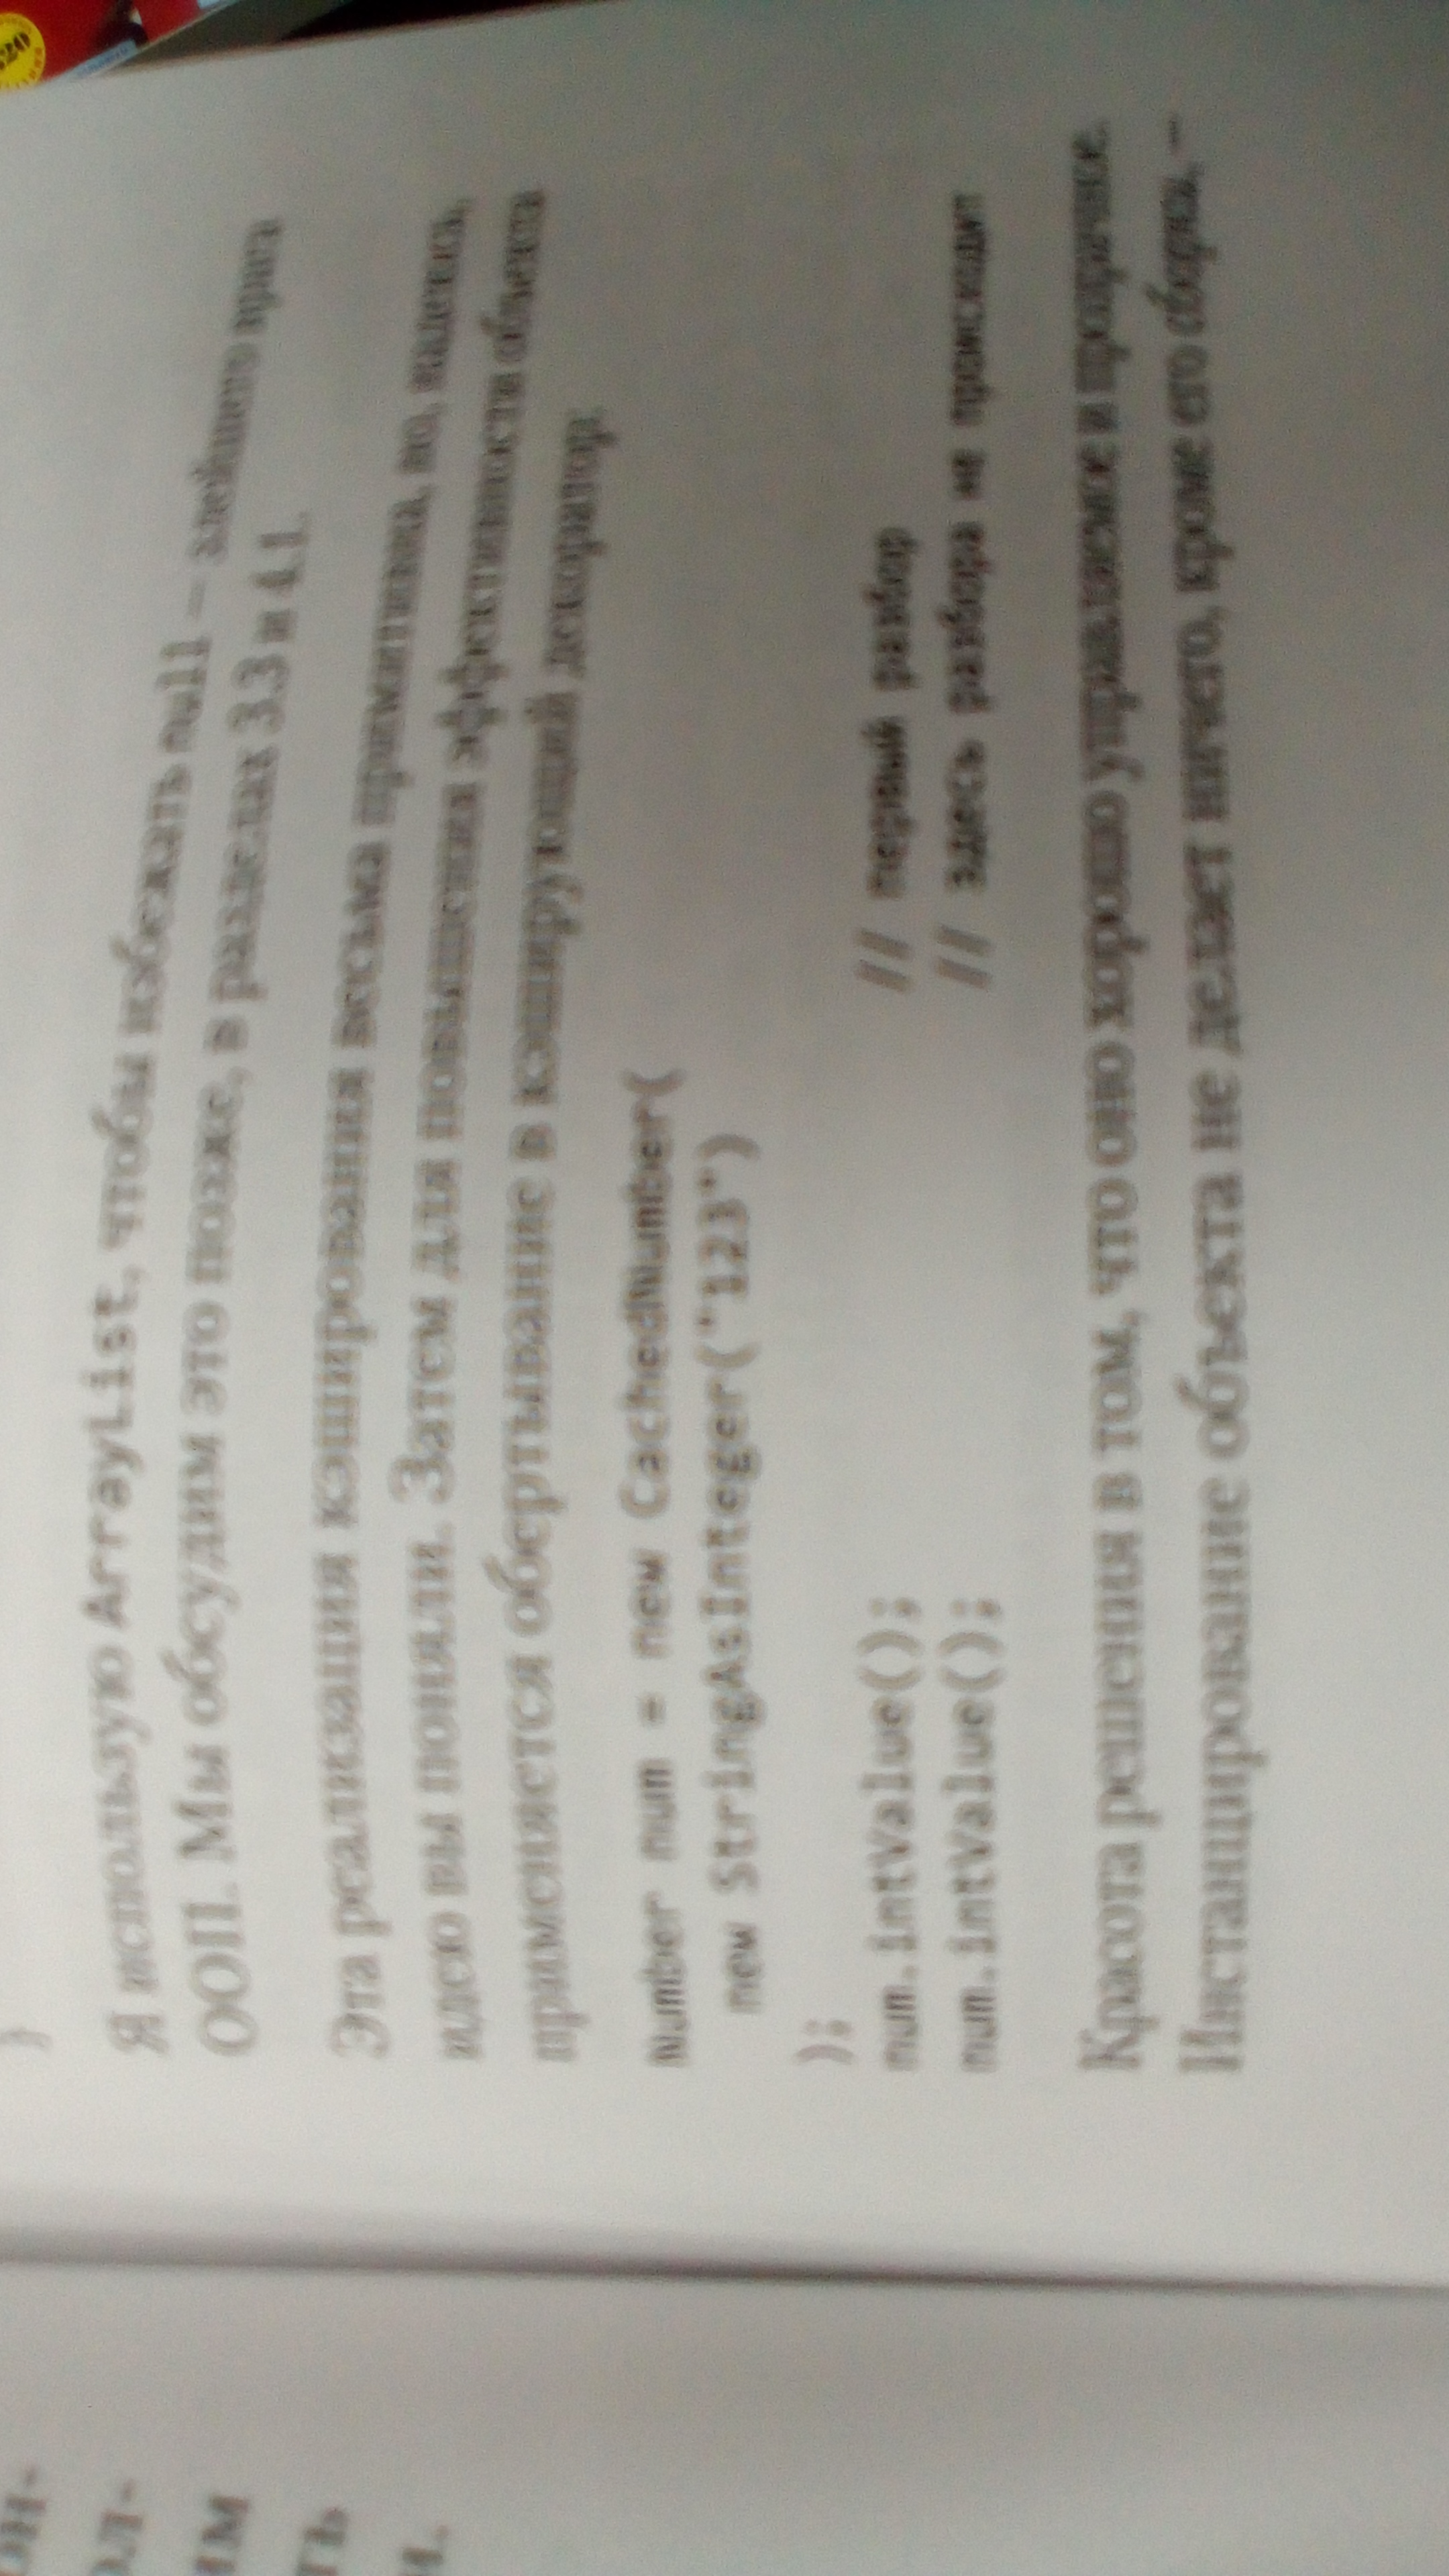 он-
ол-
им
ть
и.
}
Я использую ArrayList, чтобы избежать null — злейшего врага
ООП. Мы обсудим это позже, в разделах 3.3 и 4.1.
Эта реализация кэширования весьма примитивна, но, надеюсь,
идею вы поняли. Затем для повышения эффективности объекта
применяется обертывание в кэширующий декоратор:
Number num = new CachedNumber(
new StringAsInteger("123")
);
num.intValue(); // первый разбор
num.intValue(); // здесь разбора не происходит
Красота решения в том, что оно хорошо управляемое и прозрачное.
Инстанцирование объекта не делает ничего, кроме его сборки, —